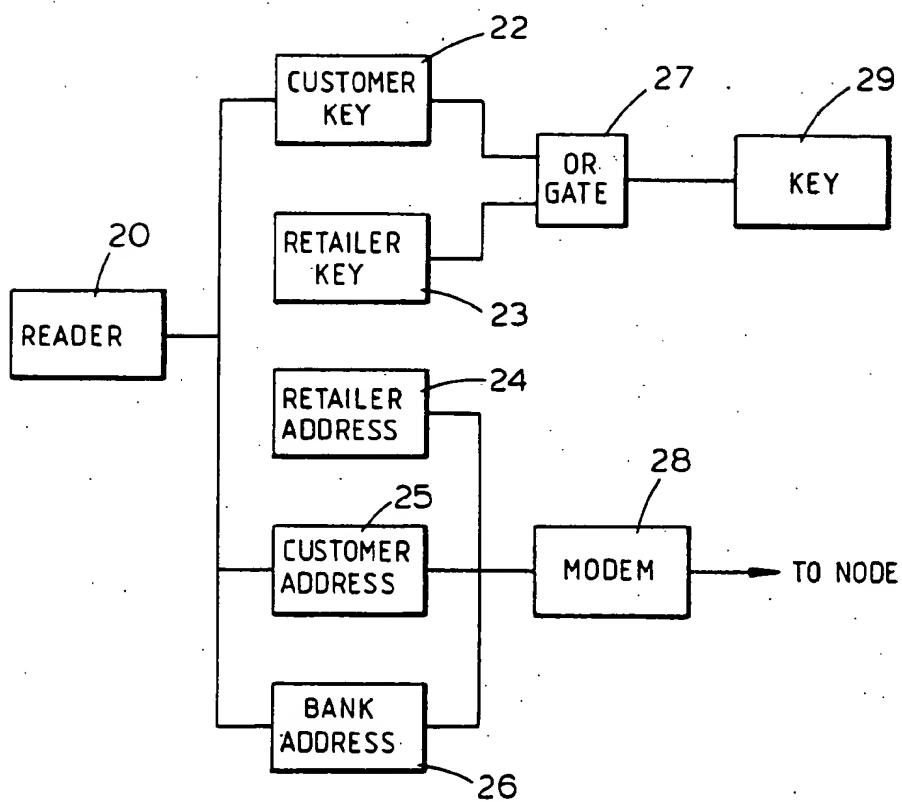 22
CUSTOMER
KEY
27
29
OR
GATE
KEY
RETAILER
KEY
23
20
READER
24
RETAILER
ADDRESS
25
CUSTOMER
ADDRESS
28
MODEM
TO NODE
BANK
ADDRESS
26